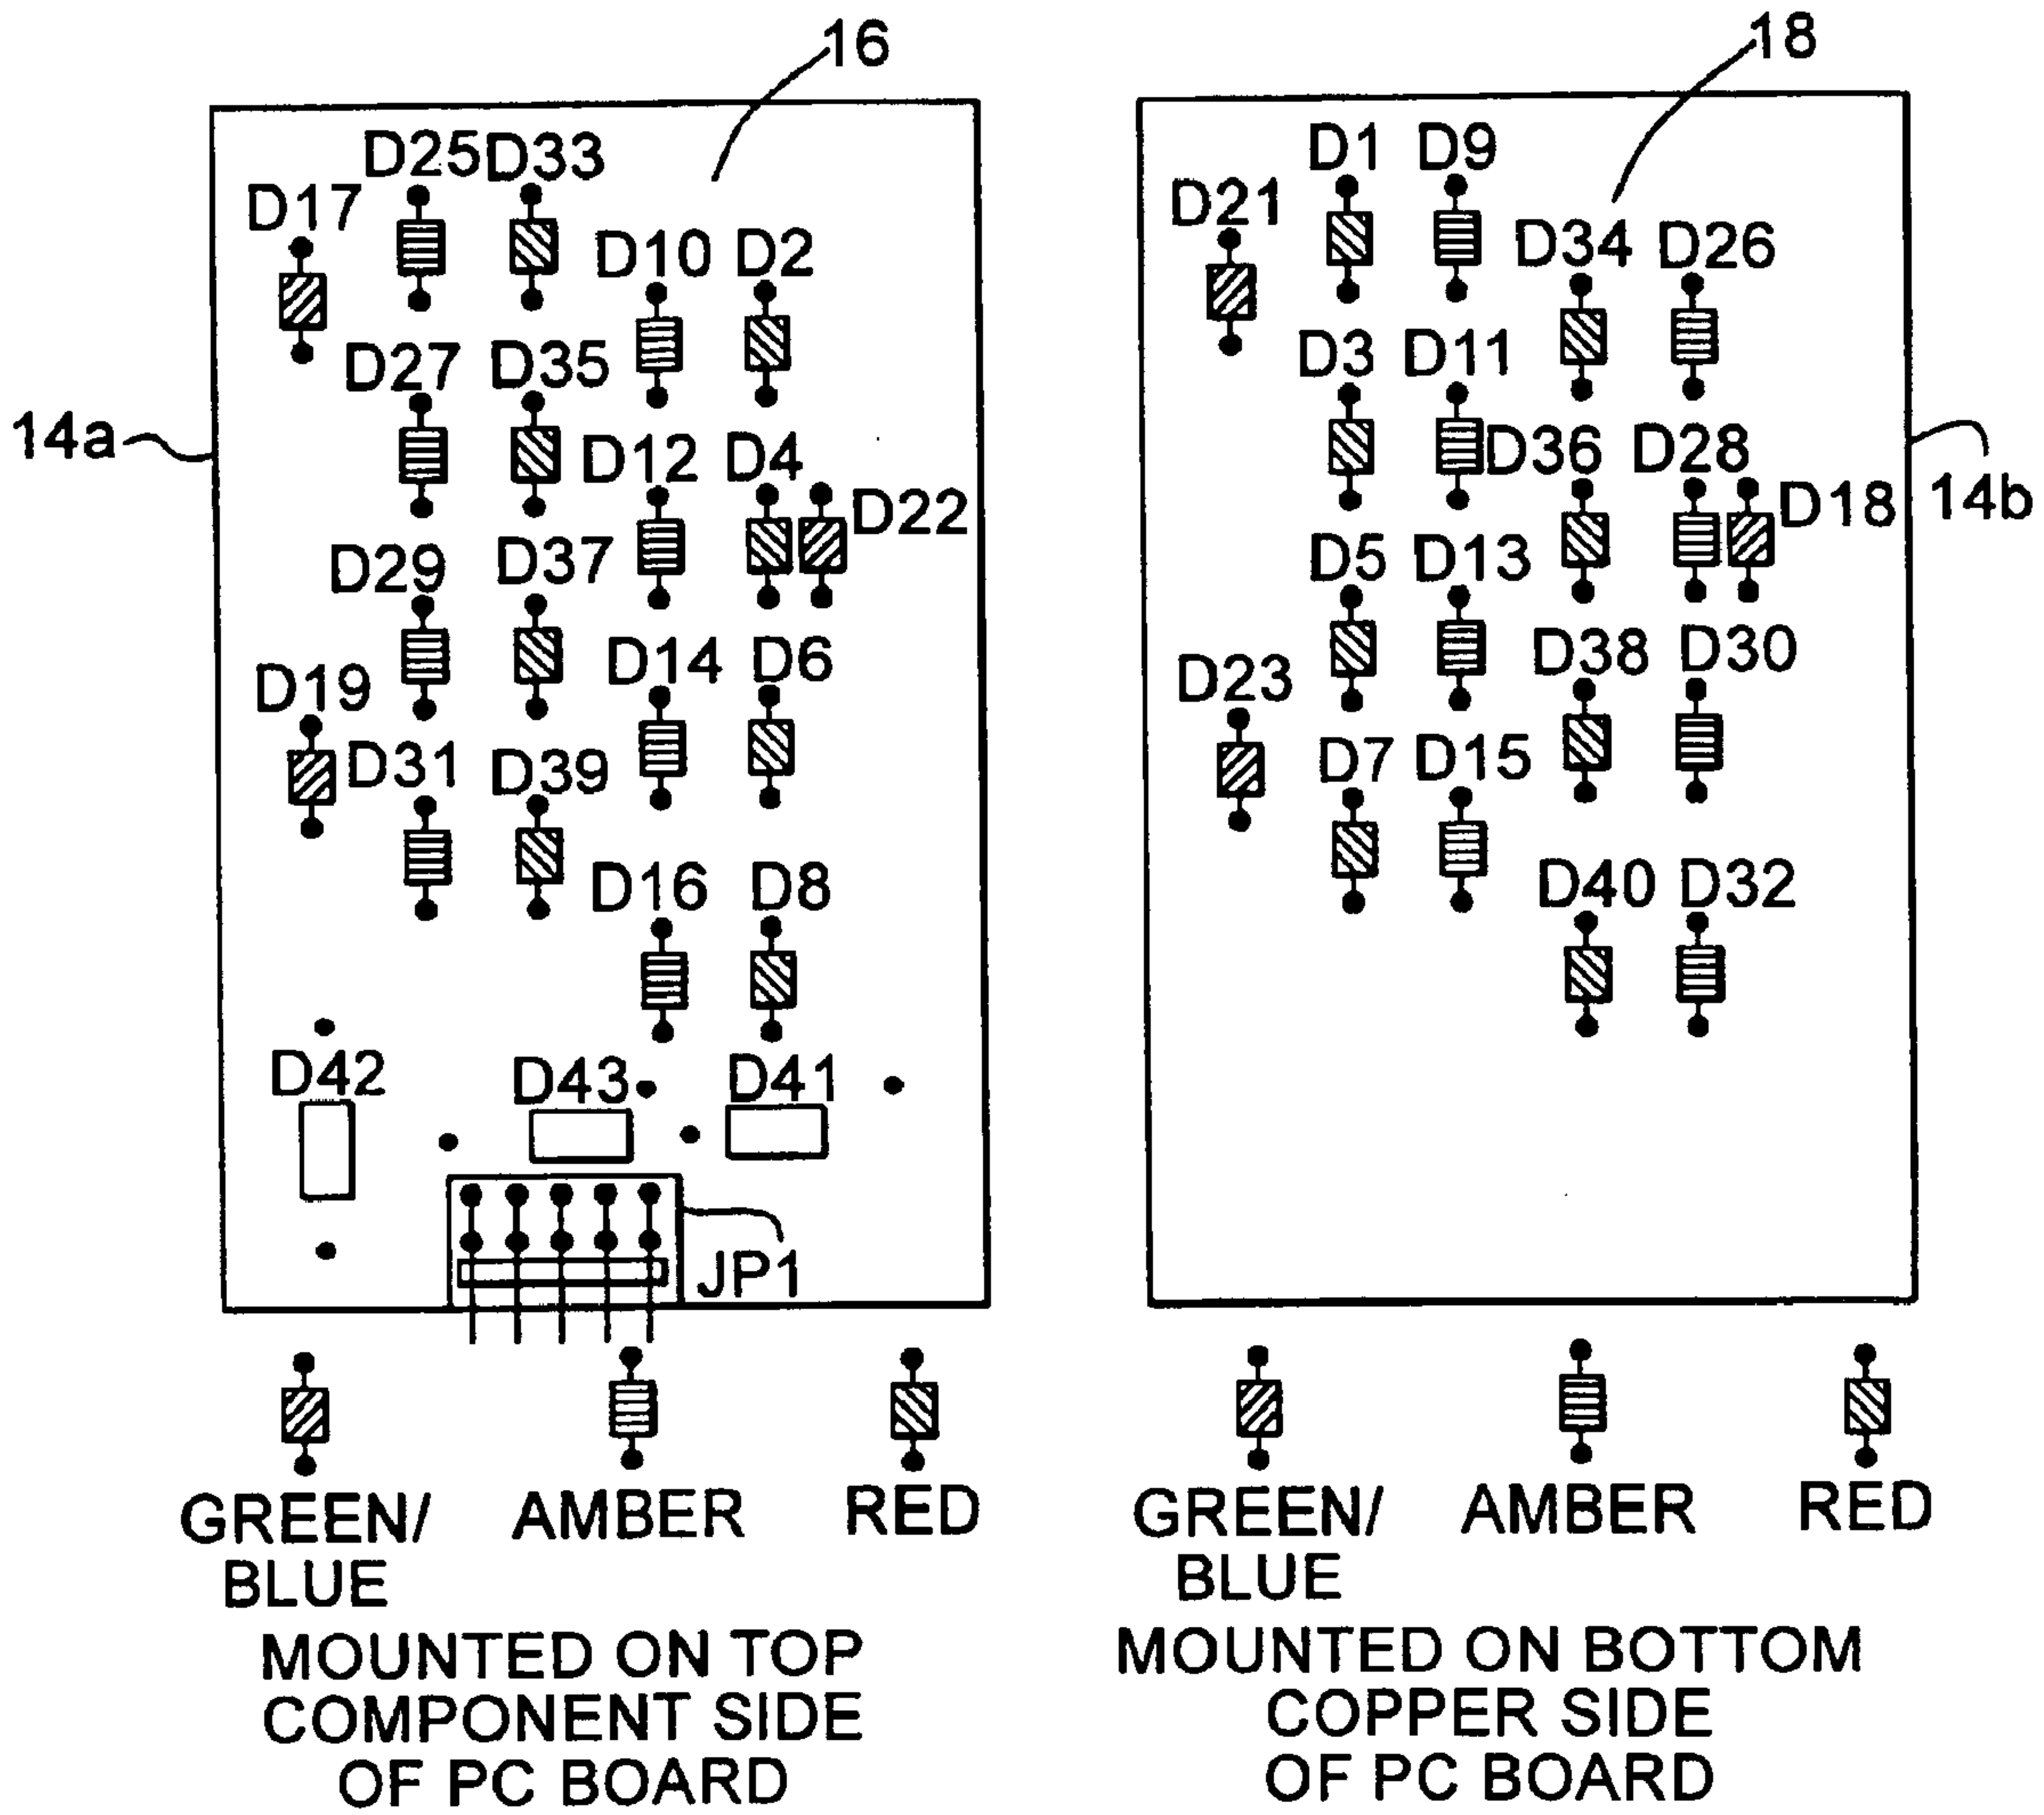 16
D25 D33
D17
D10 D2
D27 D35
14a
D12 D4
D22
D29 D37
D14 D6
D19
D31 D39
D16 D8
D42 D43 D41
JP1
GREEN/
BLUE
AMBER
RED
MOUNTED ON TOP
COMPONENT SIDE
OF PC BOARD
18
D1 D9
D21
D34 D26
D3 D11
D36 D28
D18
14b
D5 D13
D38 D30
D23
D7 D15
D40 D32
GREEN/
BLUE
AMBER
RED
MOUNTED ON BOTTOM
COPPER SIDE
OF PC BOARD